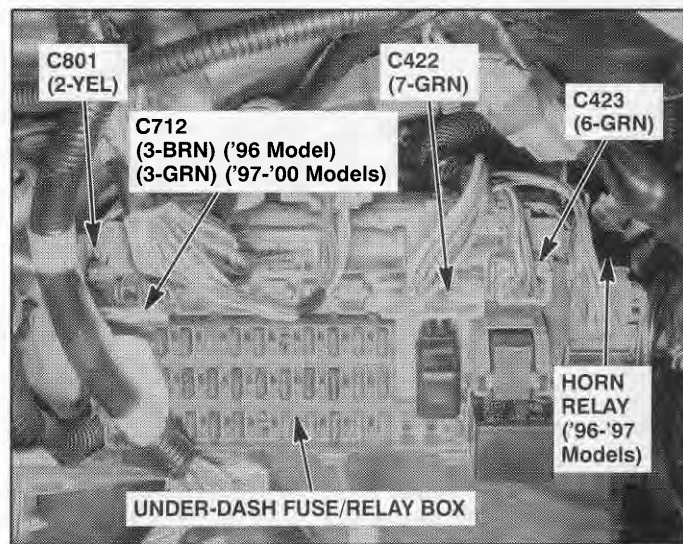 C801
(2-YEL)
C712
(3-BRN) ('96 Model)
(3-GRN) ('97-'00 Models)
C422
(7-GRN)
C423
(6-GRN)
HORN
RELAY
('96-'97
Models)
UNDER-DASH FUSE/RELAY BOX